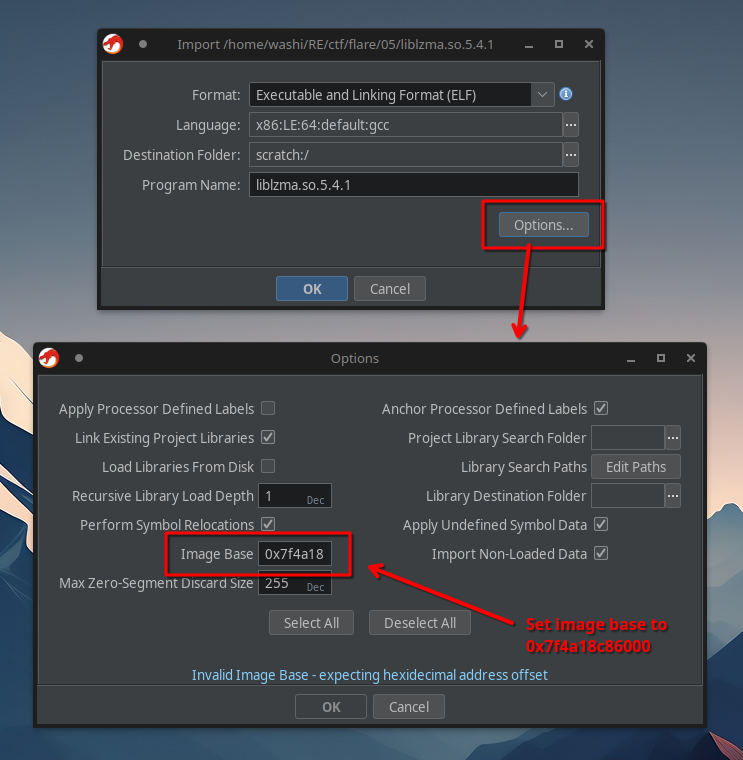 Import /home/washi/RE/ctf/flare/05/liblzma.so.5.4.1
Format: Executable and Linking Format (ELF)
Language: x86:LE:64:default:gcc ...
Destination Folder: scratch:/ ...
Program Name: liblzma.so.5.4.1
Options...
OK Cancel
Options
Apply Processor Defined Labels Anchor Processor Defined Labels
Link Existing Project Libraries Project Library Search Folder ...
Load Libraries From Disk Library Search Paths Edit Paths
Recursive Library Load Depth 1 Dec Library Destination Folder ...
Perform Symbol Relocations Apply Undefined Symbol Data
Image Base 0x7f4a18 Import Non-Loaded Data
Max Zero-Segment Discard Size 255 Dec
Select All Deselect All
Set image base to
0x7f4a18c86000
Invalid Image Base - expecting hexidecimal address offset
OK Cancel